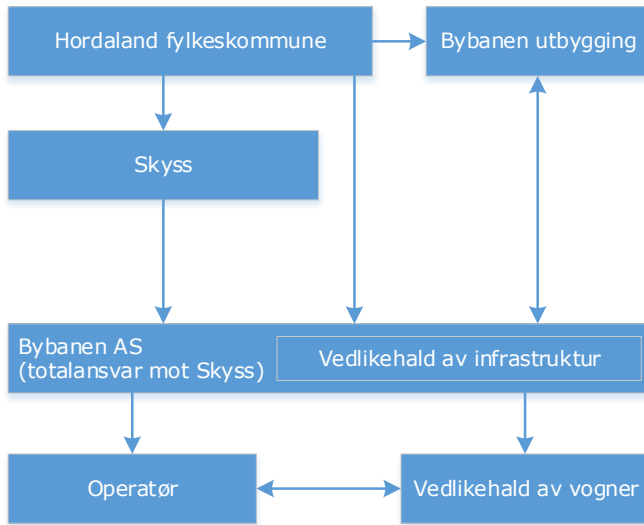 Hordaland fylkeskommune
Bybanen utbygging
Skyss
Bybanen AS
(totalansvar mot Skyss)
Vedlikehald av infrastruktur
Operatør
Vedlikehald av vogner